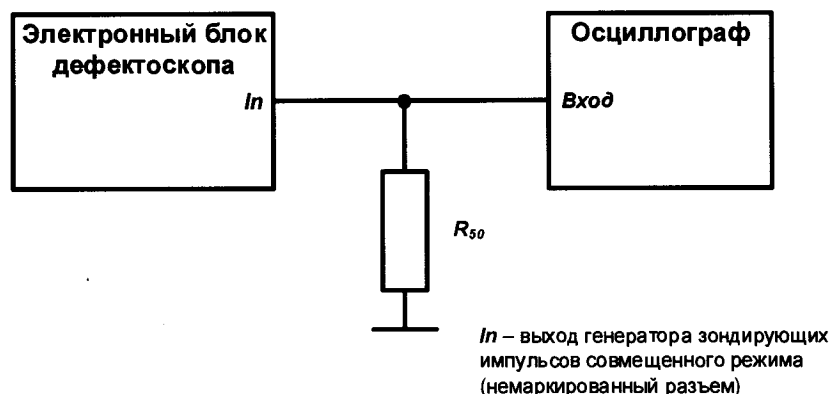 Электронный блок
дефектоскопа
In
Осциллограф
Вход
R50
In – выход генератора зондирующих
импульсов совмещенного режима
(немаркированный разъем)